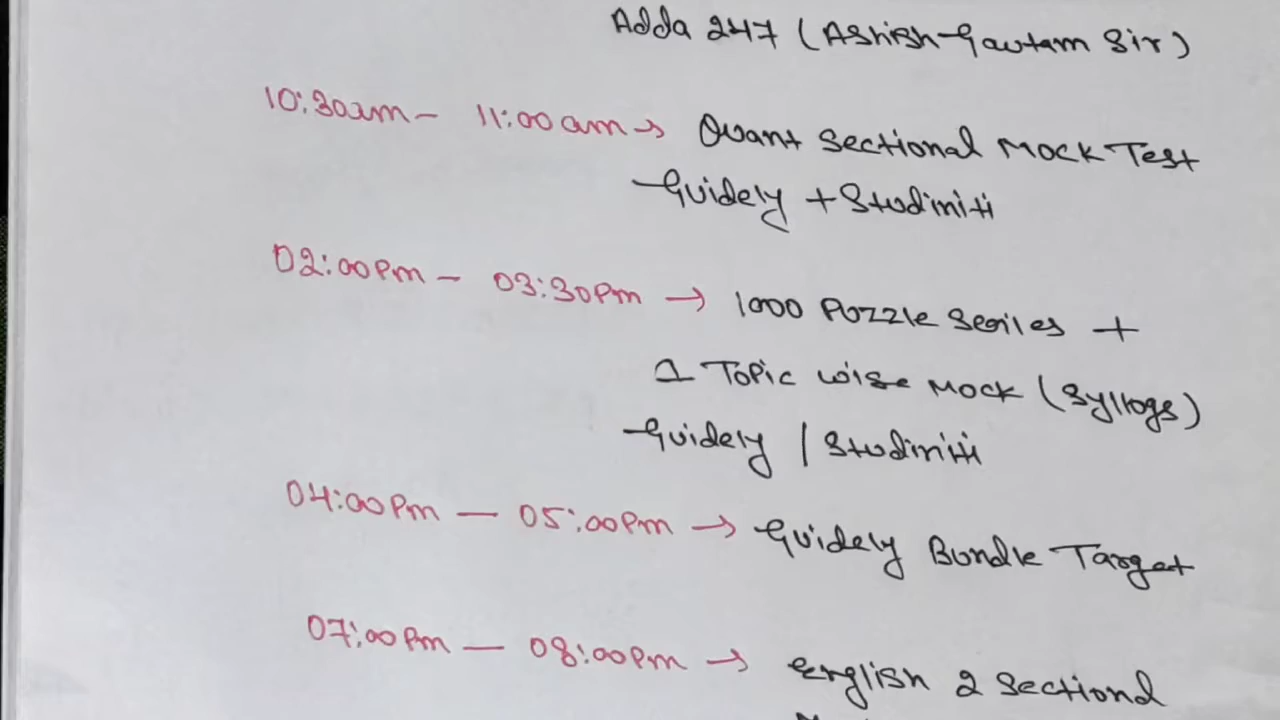 Adda 247 (Ashish Gautam Sir)
10:30am - 11:00am → Quant Sectional Mock Test
Guidely + Studiniti
02:00Pm - 03:30Pm → 1000 Puzzle Series +
1 Topic wise Mock (Syllogs)
Guidely / Studiniti
04:00Pm - 05:00Pm → Guidely Bundle Target
07:00Pm - 08:00Pm → English 2 Sectional